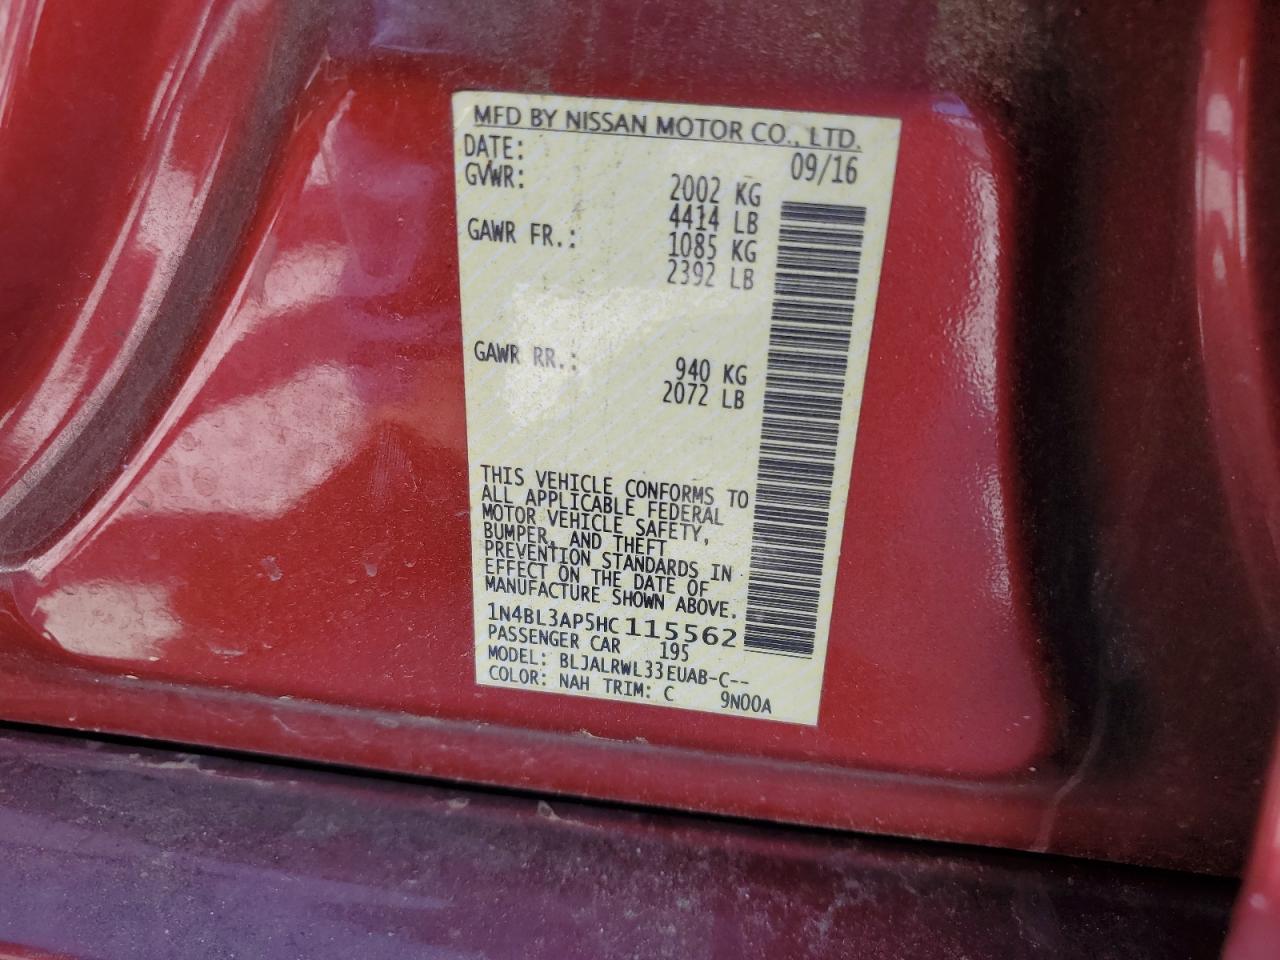 MFD BY NISSAN MOTOR CO., LTD.
DATE: 09/16
GVWR: 2002 KG
4414 LB
GAWR FR.: 1085 KG
2392 LB
GAWR RR.: 940 KG
2072 LB
THIS VEHICLE CONFORMS TO
ALL APPLICABLE FEDERAL
MOTOR VEHICLE SAFETY,
BUMPER, AND THEFT
PREVENTION STANDARDS IN
EFFECT ON THE DATE OF
MANUFACTURE SHOWN ABOVE.
1N4BL3AP5HC115562
PASSENGER CAR 195
MODEL: BLJALRWL33EUAB-C--
COLOR: NAH TRIM: C 9N00A